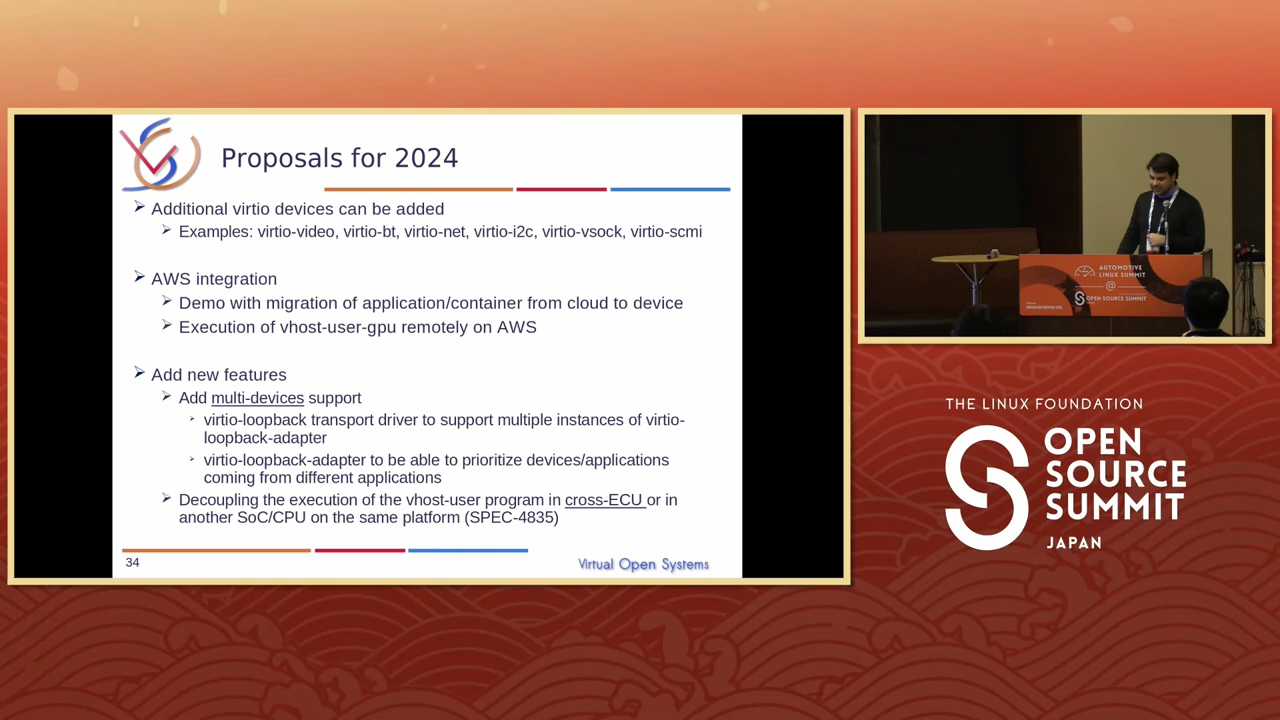 Proposals for 2024
Additional virtio devices can be added
Examples: virtio-video, virtio-bt, virtio-net, virtio-i2c, virtio-vsock, virtio-scmi
AWS integration
Demo with migration of application/container from cloud to device
Execution of vhost-user-gpu remotely on AWS
Add new features
Add multi-devices support
virtio-loopback transport driver to support multiple instances of virtio-
loopback-adapter
virtio-loopback-adapter to be able to prioritize devices/applications
coming from different applications
Decoupling the execution of the vhost-user program in cross-ECU or in
another SoC/CPU on the same platform (SPEC-4835)
34
Virtual Open Systems
AUTOMOTIVE
LINUX SUMMIT
@
OPEN SOURCE SUMMIT
THE LINUX FOUNDATION
OPEN
SOURCE
SUMMIT
JAPAN